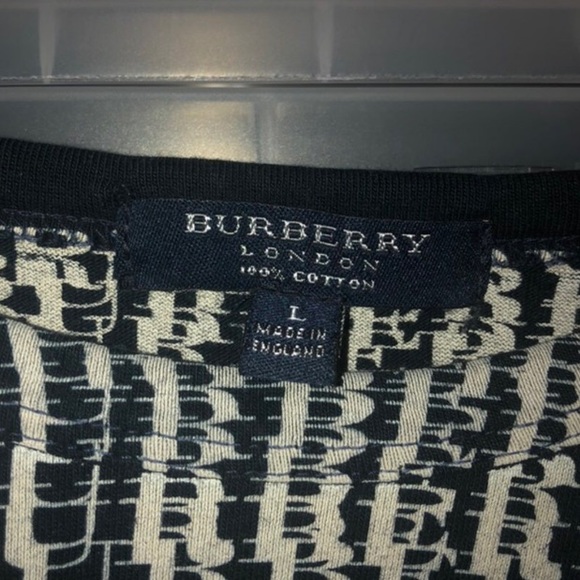 BURBERRY
LONDON
100% COTTON
L
MADE IN
ENGLAND